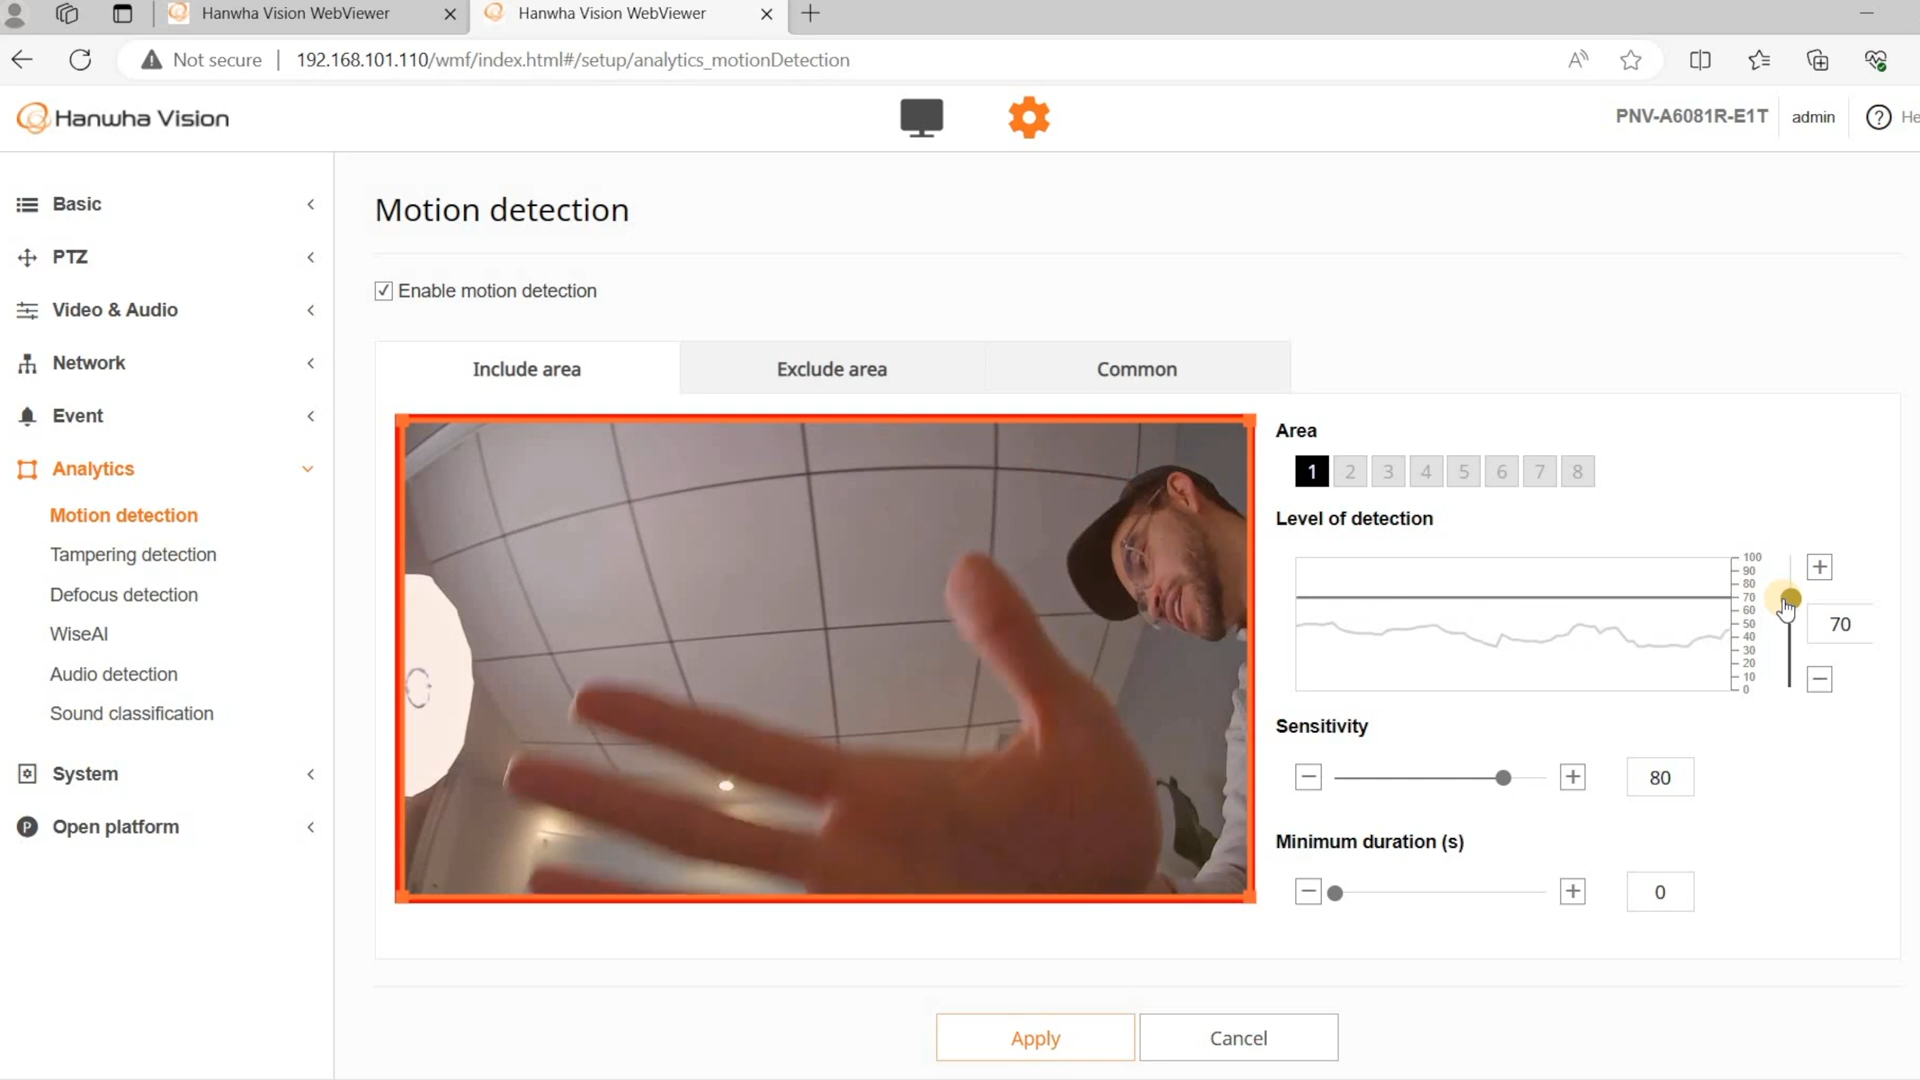 Hanwha Vision WebViewer
Hanwha Vision WebViewer
Not secure
192.168.101.110/wmf/index.html#/setup/analytics_motionDetection
Hanwha Vision
PNV-A6081R-E1T
admin
? He
Basic
PTZ
Video & Audio
Network
Event
Analytics
Motion detection
Tampering detection
Defocus detection
WiseAI
Audio detection
Sound classification
System
P Open platform
Motion detection
Enable motion detection
Include area
Exclude area
Common
Area
1 2 3 4 5 6 7 8
Level of detection
100
90
80
70
60
50
40
30
20
10
0
70
Sensitivity
80
Minimum duration (s)
0
Apply
Cancel